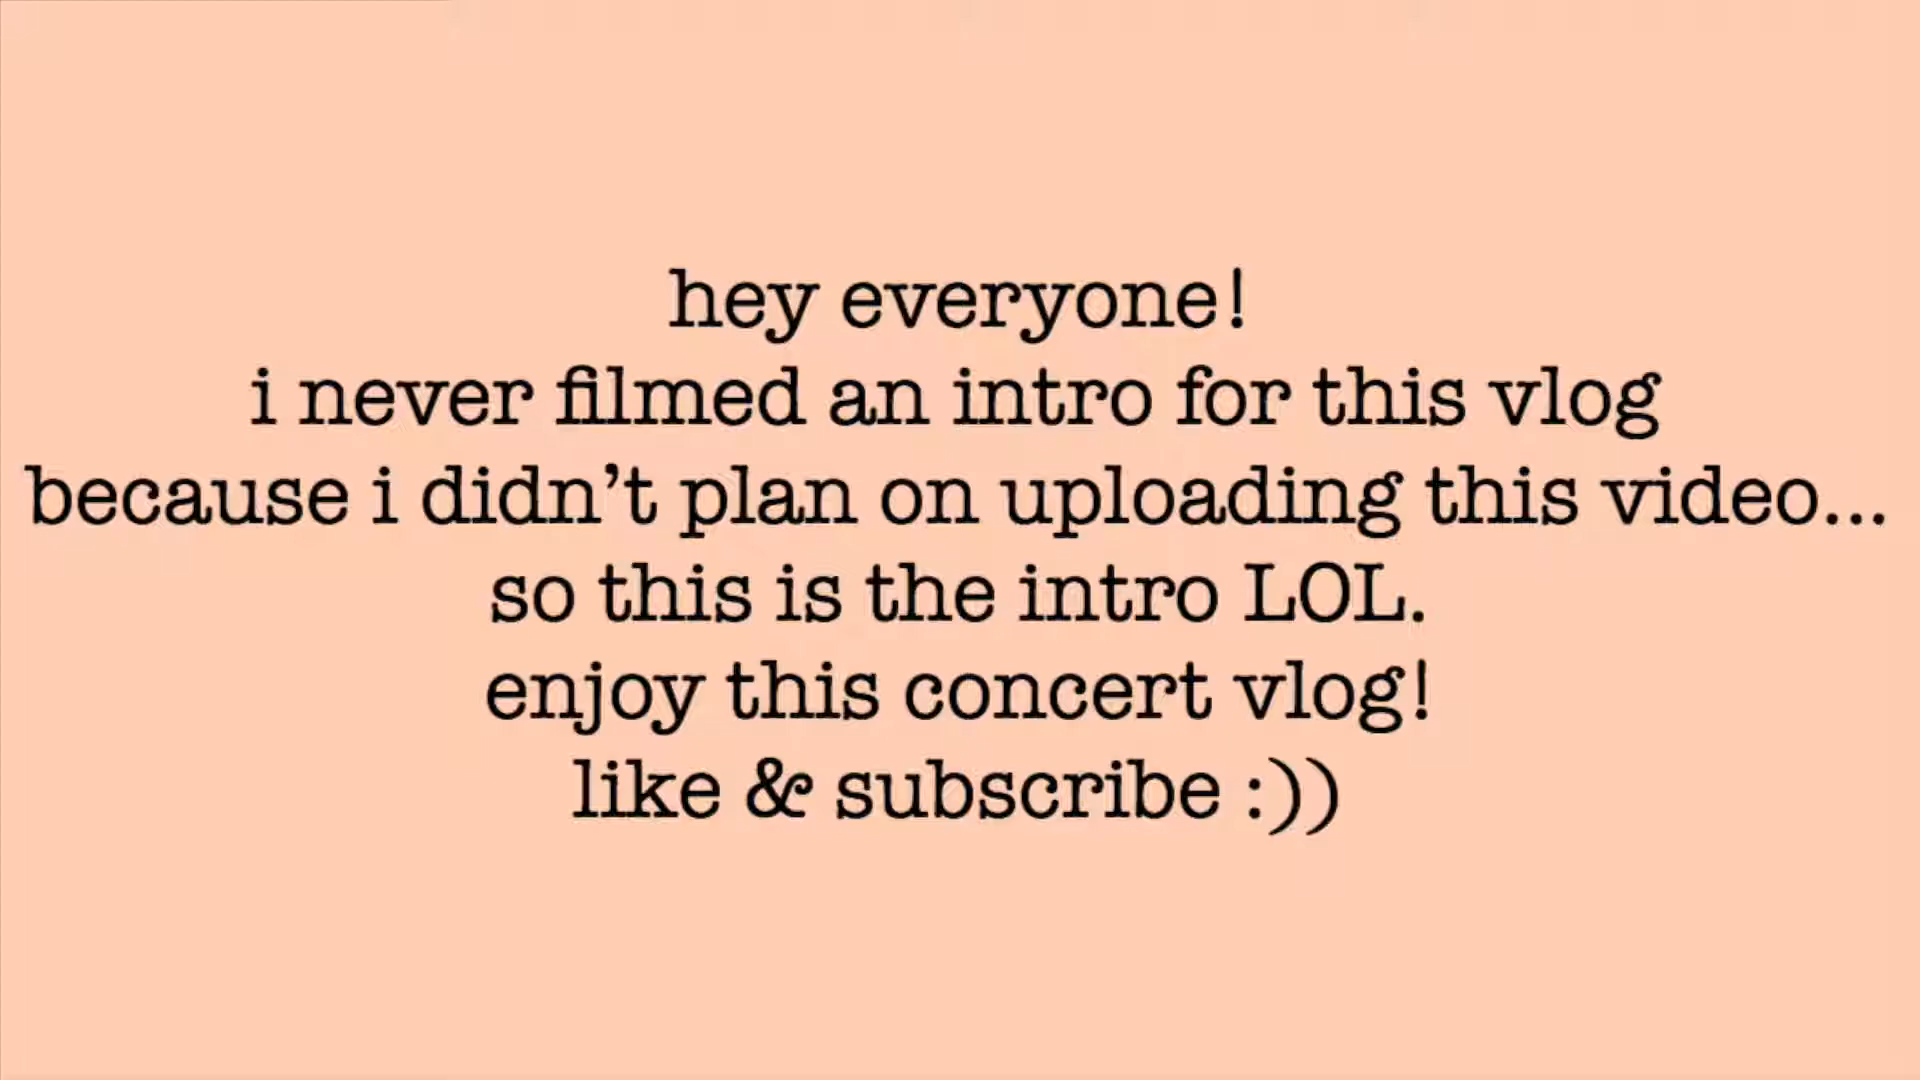 hey everyone!
i never filmed an intro for this vlog
because i didn’t plan on uploading this video...
so this is the intro LOL.
enjoy this concert vlog!
like & subscribe :))